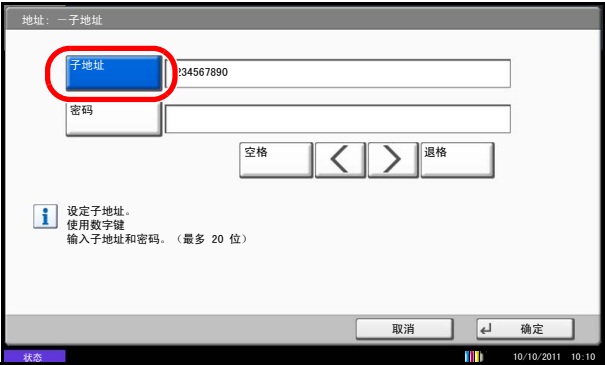 地址: －子地址
子地址
234567890
密码
空格
退格
设定子地址。
使用数字键
输入子地址和密码。（最多 20 位）
取消
确定
状态
10/10/2011 10:10